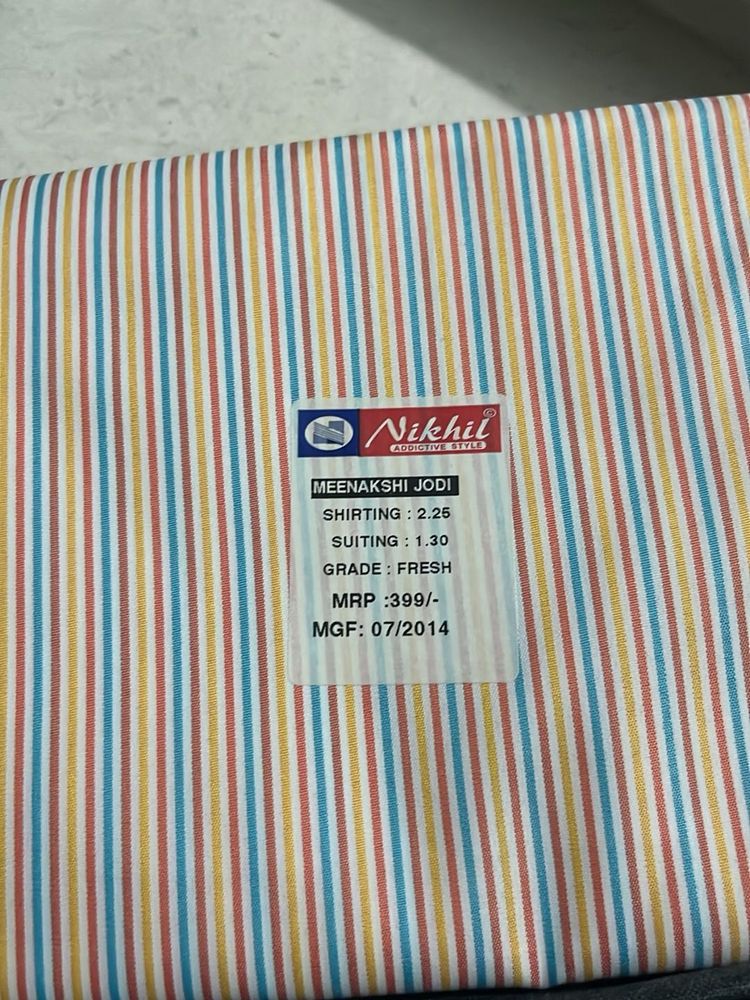 Nikhil ©
ADDICTIVE STYLE
MEENAKSHI JODI
SHIRTING : 2.25
SUITING : 1.30
GRADE : FRESH
MRP :399/-
MGF: 07/2014